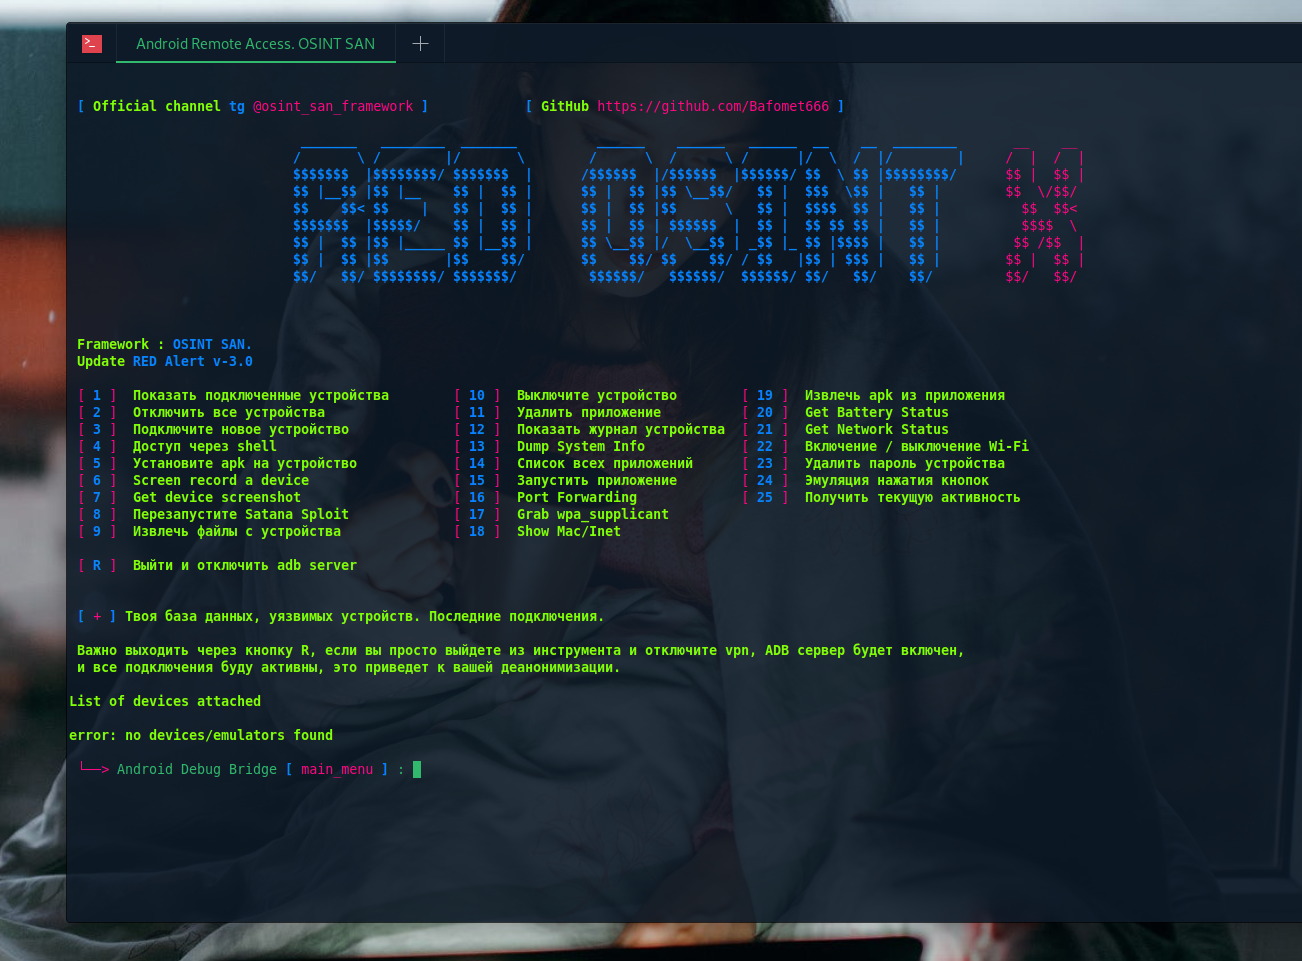 Android Remote Access. OSINT SAN
[ Official channel tg @osint_san_framework ] [ GitHub https://github.com/Bafomet666 ]
RED OSINT X
Framework : OSINT SAN.
Update RED Alert v-3.0
[ 1 ] Показать подключенные устройства [ 10 ] Выключите устройство [ 19 ] Извлечь apk из приложения
[ 2 ] Отключить все устройства [ 11 ] Удалить приложение [ 20 ] Get Battery Status
[ 3 ] Подключите новое устройство [ 12 ] Показать журнал устройства [ 21 ] Get Network Status
[ 4 ] Доступ через shell [ 13 ] Dump System Info [ 22 ] Включение / выключение Wi-Fi
[ 5 ] Установите apk на устройство [ 14 ] Список всех приложений [ 23 ] Удалить пароль устройства
[ 6 ] Screen record a device [ 15 ] Запустить приложение [ 24 ] Эмуляция нажатия кнопок
[ 7 ] Get device screenshot [ 16 ] Port Forwarding [ 25 ] Получить текущую активность
[ 8 ] Перезапустите Satana Sploit [ 17 ] Grab wpa_supplicant
[ 9 ] Извлечь файлы с устройства [ 18 ] Show Mac/Inet
[ R ] Выйти и отключить adb server
[ + ] Твоя база данных, уязвимых устройств. Последние подключения.
Важно выходить через кнопку R, если вы просто выйдете из инструмента и отключите vpn, ADB сервер будет включен,
и все подключения буду активны, это приведет к вашей деанонимизации.
List of devices attached
error: no devices/emulators found
└──> Android Debug Bridge [ main_menu ] :